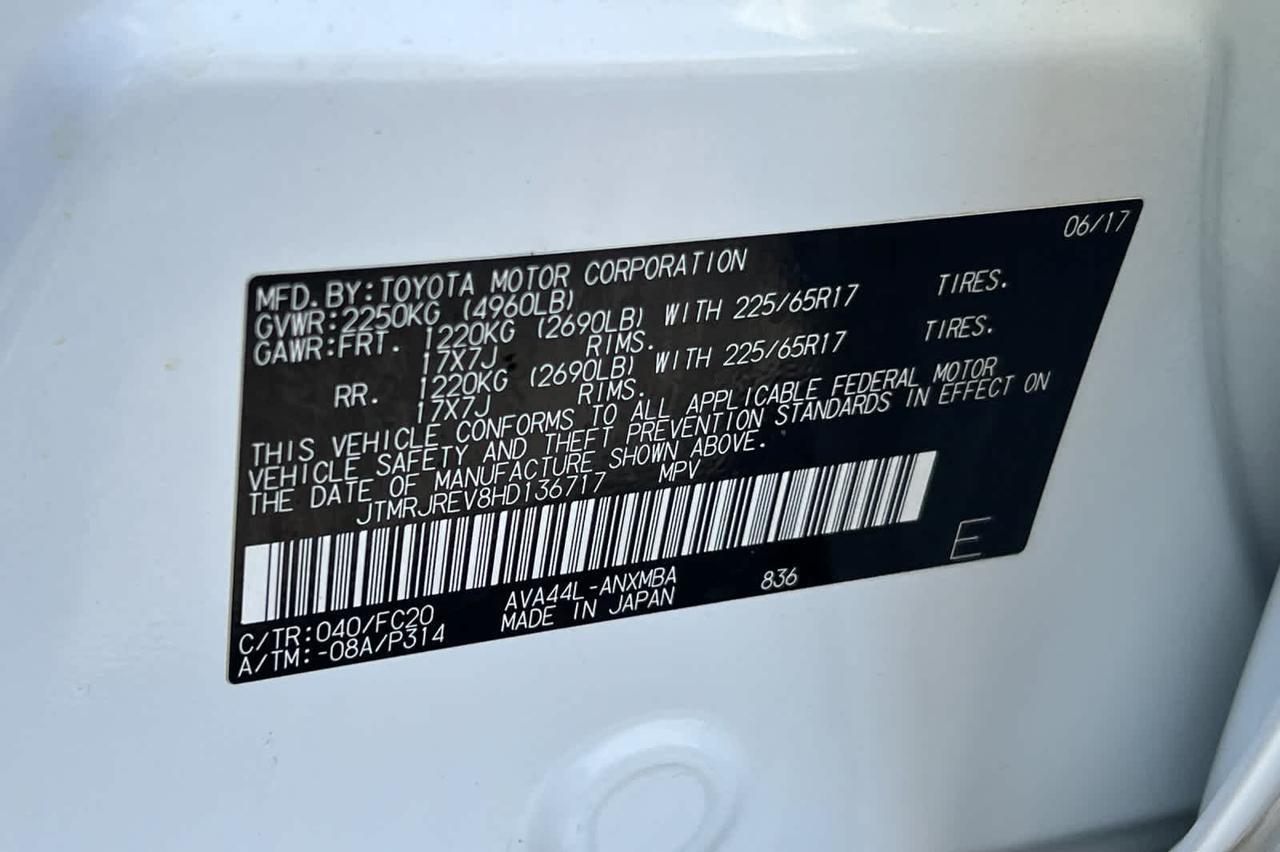 06/17
MFD. BY:TOYOTA MOTOR CORPORATION
GVWR:2250KG (4960LB)
GAWR:FRT. 1220KG (2690LB) WITH 225/65R17 TIRES.
17X7J RIMS.
RR. 1220KG (2690LB) WITH 225/65R17 TIRES.
17X7J RIMS.
THIS VEHICLE CONFORMS TO ALL APPLICABLE FEDERAL MOTOR
VEHICLE SAFETY AND THEFT PREVENTION STANDARDS IN EFFECT ON
THE DATE OF MANUFACTURE SHOWN ABOVE.
JTMRJREV8HD136717 MPV
C/TR:040/FC20 AVA44L-ANXMBA 836 E
A/TM:-08A/P314 MADE IN JAPAN